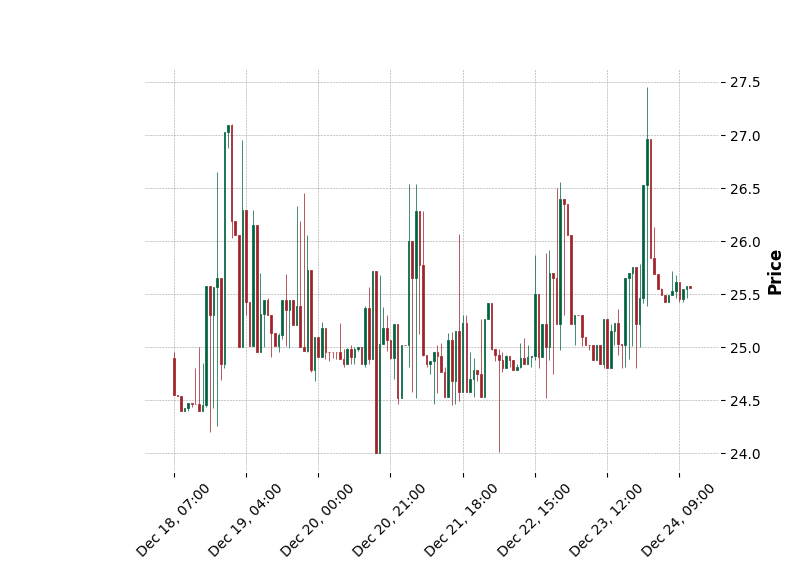 27.5
27.0
26.5
26.0
25.5
25.0
24.5
24.0
Price
Dec 18, 07:00
Dec 19, 04:00
Dec 20, 00:00
Dec 20, 21:00
Dec 21, 18:00
Dec 22, 15:00
Dec 23, 12:00
Dec 24, 09:00